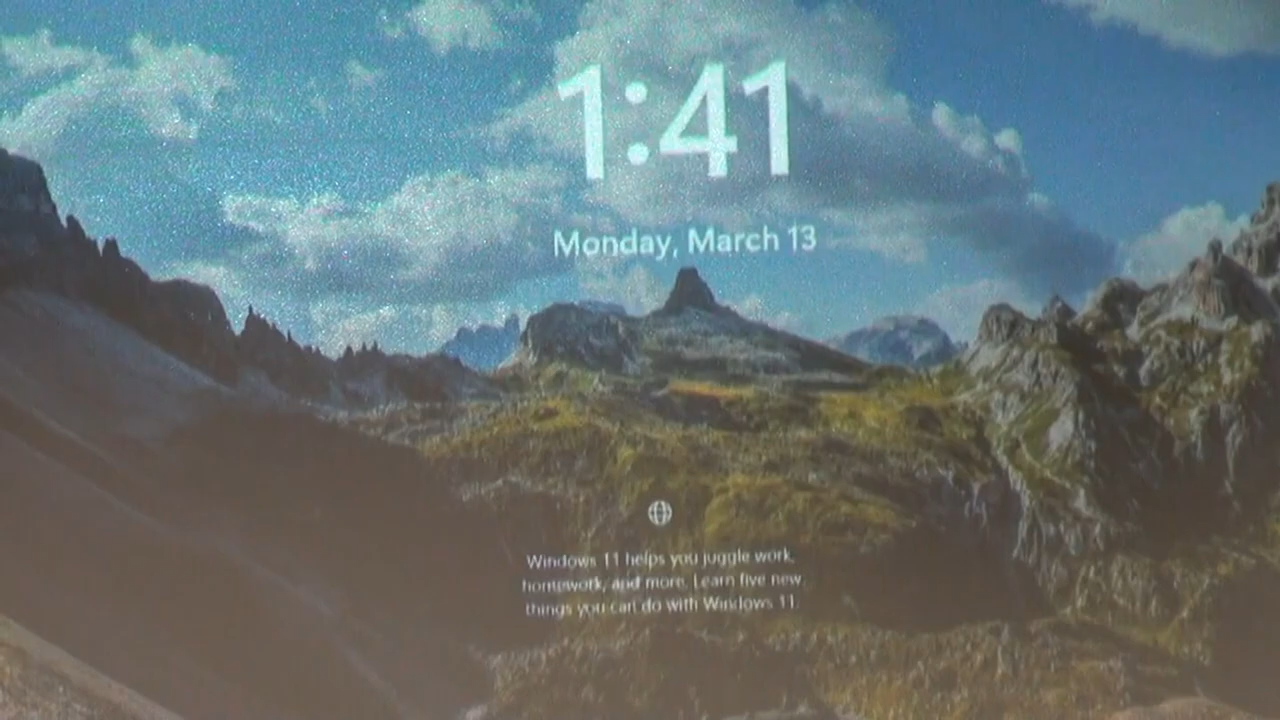 1:41
Monday, March 13
Windows 11 helps you juggle work,
homework, and more. Learn five new
things you can do with Windows 11.